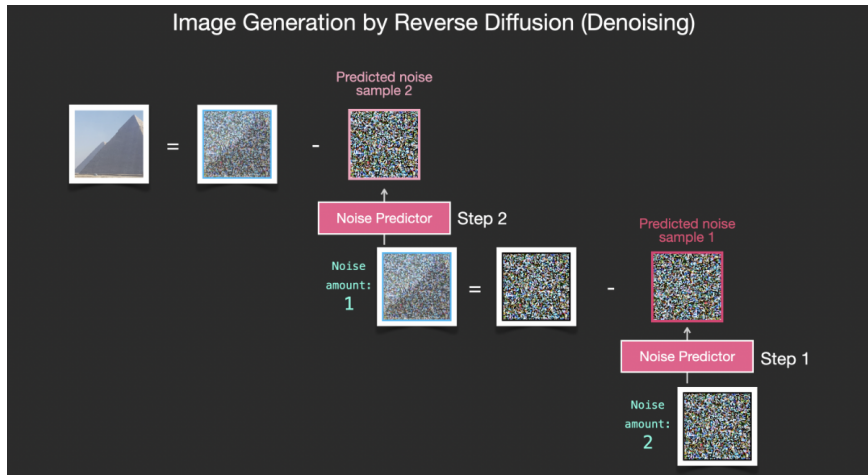 Image Generation by Reverse Diffusion (Denoising)
Predicted noise
sample 2
=
-
Noise Predictor
Step 2
Predicted noise
sample 1
Noise
amount:
1
=
-
Noise Predictor
Step 1
Noise
amount:
2